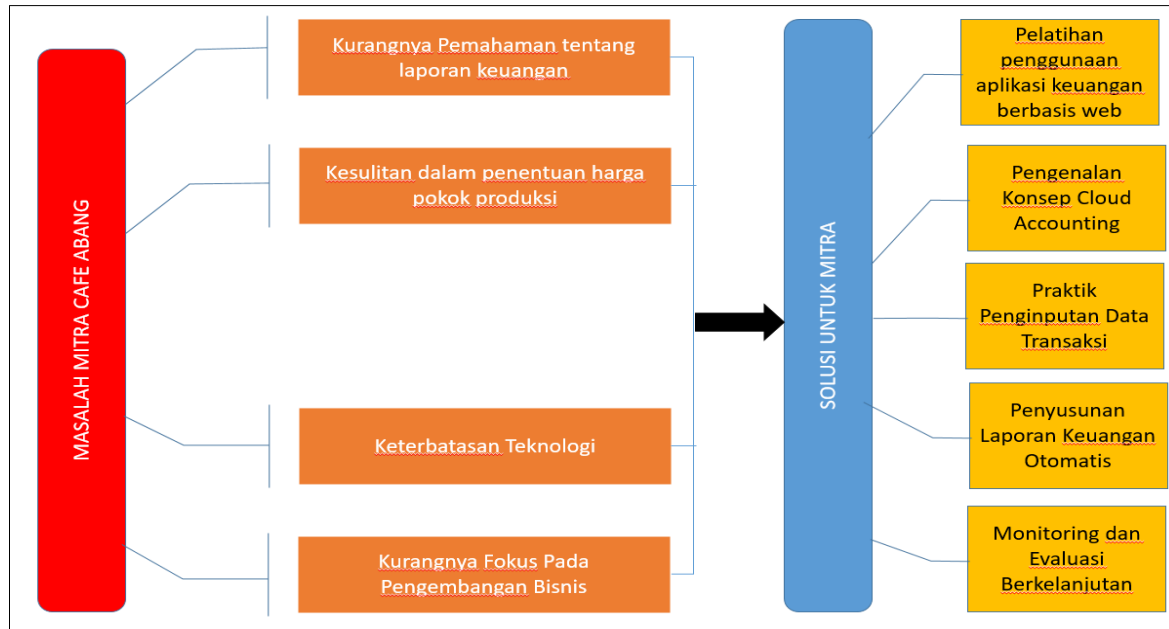 MASALAH MITRA CAFE ABANG
Kurangnya Pemahaman tentang
laporan keuangan
Kesulitan dalam penentuan harga
pokok produksi
Keterbatasan Teknologi
Kurangnya Fokus Pada
Pengembangan Bisnis
SOLUSI UNTUK MITRA
Pelatihan
penggunaan
aplikasi keuangan
berbasis web
Pengenalan
Konsep Cloud
Accounting
Praktik
Penginputan Data
Transaksi
Penyusunan
Laporan Keuangan
Otomatis
Monitoring dan
Evaluasi
Berkelanjutan